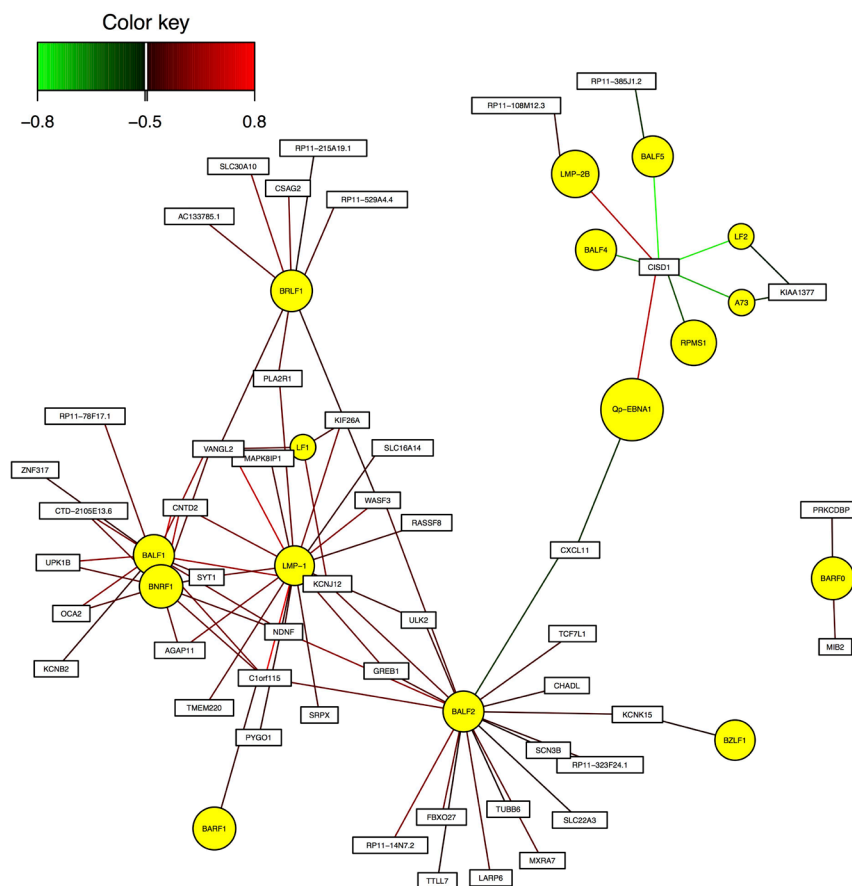 Color key
−0.8
−0.5
0.8
RP11−385J1.2
RP11−108M12.3
RP11−215A19.1
SLC30A10
BALF5
LMP−2B
CSAG2
RP11−529A4.4
AC133785.1
LF2
BALF4
CISD1
BRLF1
KIAA1377
A73
RPMS1
PLA2R1
Qp−EBNA1
RP11−78F17.1
KIF26A
VANGL2
LF1
SLC16A14
MAPK8IP1
ZNF317
CNTD2
WASF3
CTD−2105E13.6
PRKCDBP
RASSF8
BALF1
CXCL11
UPK1B
LMP−1
BARF0
SYT1
BNRF1
KCNJ12
OCA2
ULK2
NDNF
TCF7L1
MIB2
AGAP11
KCNB2
GREB1
C1orf115
CHADL
TMEM220
SRPX
BALF2
KCNK15
PYGO1
BZLF1
SCN3B
RP11−323F24.1
TUBB6
FBXO27
SLC22A3
BARF1
RP11−14N7.2
MXRA7
TTLL7
LARP6